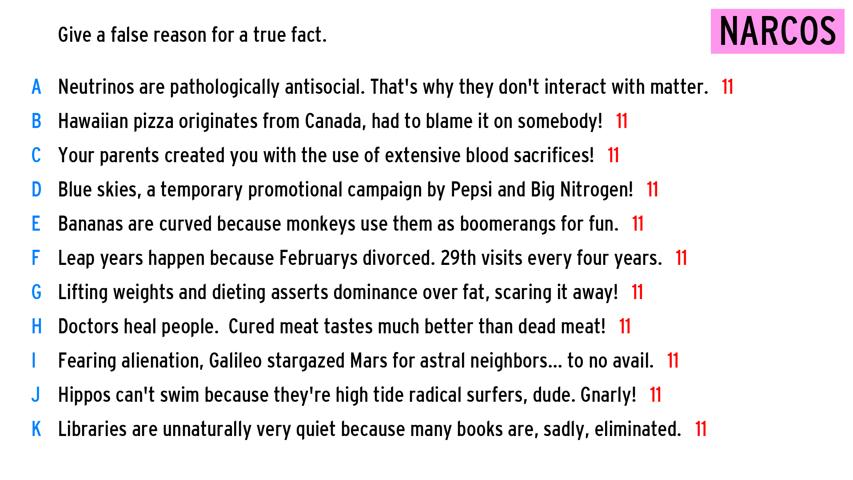 Give a false reason for a true fact.
NARCOS
A Neutrinos are pathologically antisocial. That's why they don't interact with matter. 11
B Hawaiian pizza originates from Canada, had to blame it on somebody! 11
C Your parents created you with the use of extensive blood sacrifices! 11
D Blue skies, a temporary promotional campaign by Pepsi and Big Nitrogen! 11
E Bananas are curved because monkeys use them as boomerangs for fun. 11
F Leap years happen because Februarys divorced. 29th visits every four years. 11
G Lifting weights and dieting asserts dominance over fat, scaring it away! 11
H Doctors heal people.  Cured meat tastes much better than dead meat! 11
I Fearing alienation, Galileo stargazed Mars for astral neighbors... to no avail. 11
J Hippos can't swim because they're high tide radical surfers, dude. Gnarly! 11
K Libraries are unnaturally very quiet because many books are, sadly, eliminated. 11